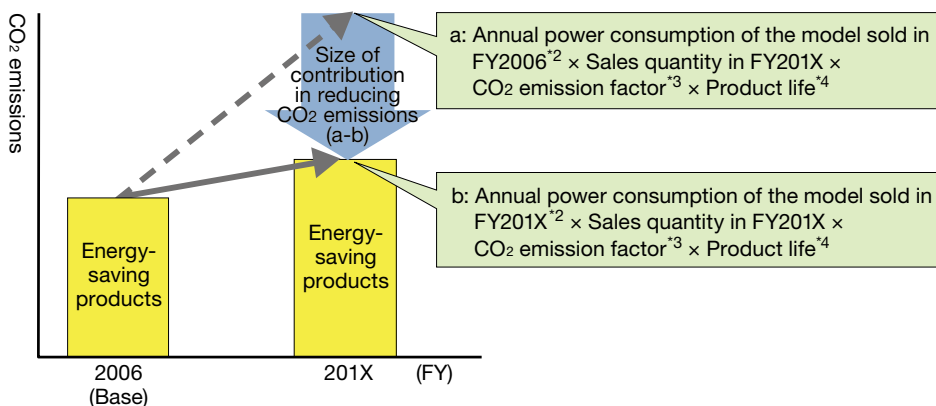 CO2 emissions
Size of
contribution
in reducing
CO2 emissions
(a-b)
a: Annual power consumption of the model sold in
FY2006*2 × Sales quantity in FY201X ×
CO2 emission factor*3 × Product life*4
b: Annual power consumption of the model sold in
FY201X*2 × Sales quantity in FY201X ×
CO2 emission factor*3 × Product life*4
Energy-
saving
products
Energy-
saving
products
2006
(Base)
201X
(FY)